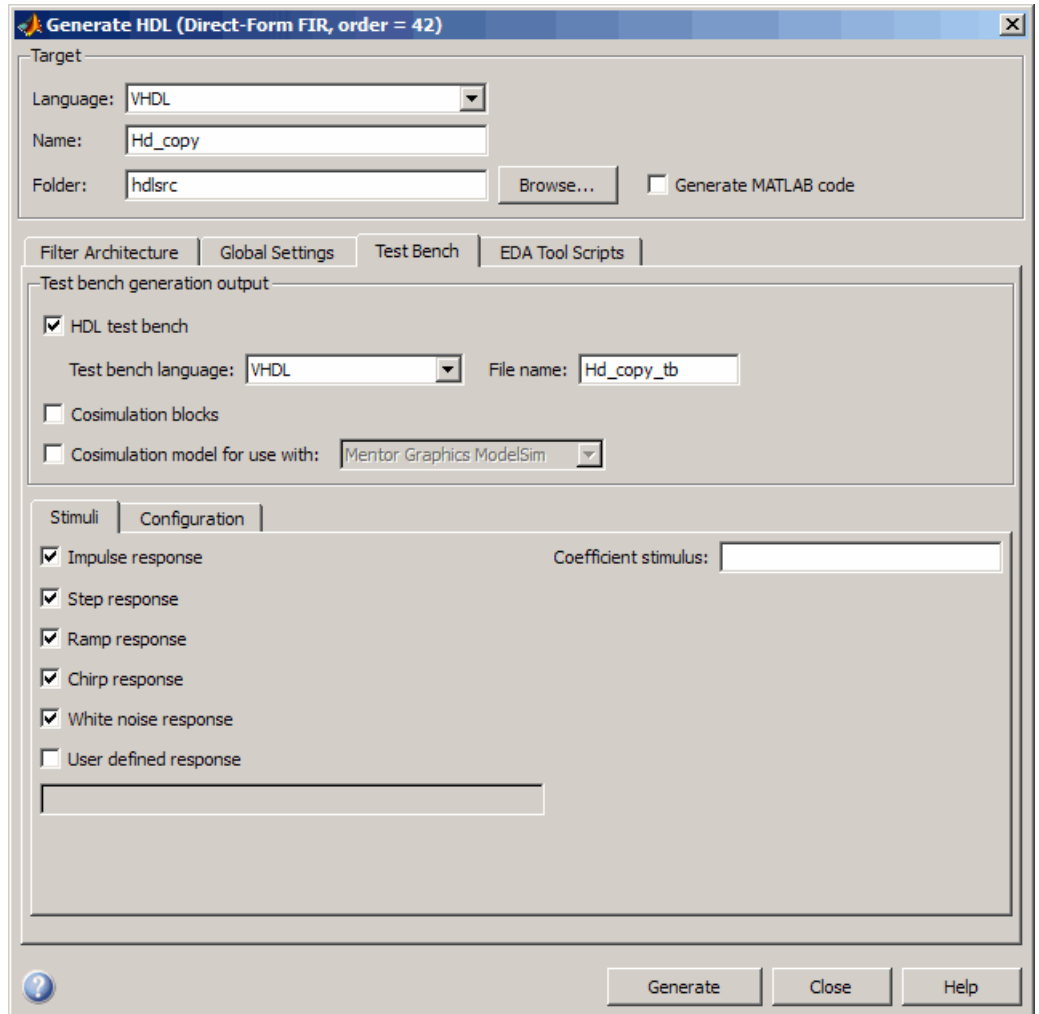 Generate HDL (Direct-Form FIR, order = 42)
Target
Language: VHDL
Name: Hd_copy
Folder: hdlsrc Browse... Generate MATLAB code
Filter Architecture Global Settings Test Bench EDA Tool Scripts
Test bench generation output
HDL test bench
Test bench language: VHDL File name: Hd_copy_tb
Cosimulation blocks
Cosimulation model for use with: Mentor Graphics ModelSim
Stimuli Configuration
Impulse response Coefficient stimulus:
Step response
Ramp response
Chirp response
White noise response
User defined response
? Generate Close Help